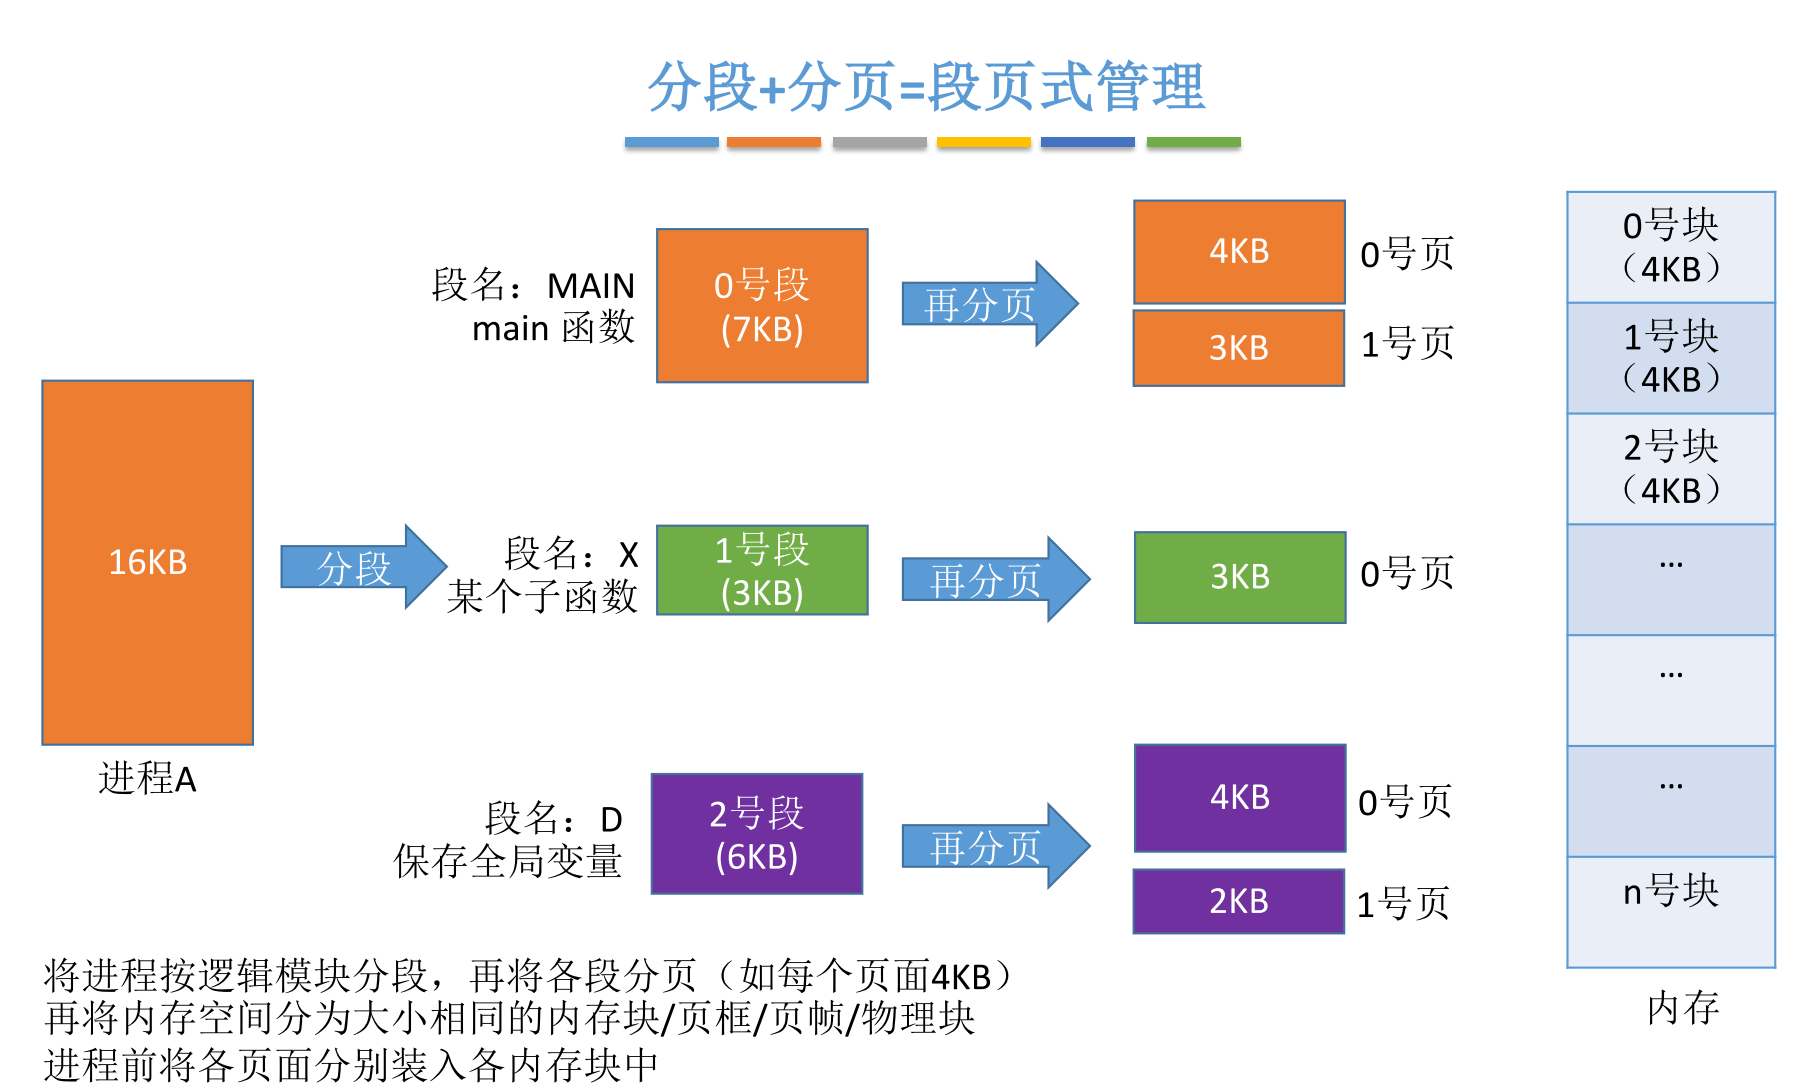 分段+分页=段页式管理
段名：MAIN
main 函数
0号段
(7KB)
再分页
4KB
0号页
3KB
1号页
16KB
进程A
分段
段名：X
某个子函数
1号段
(3KB)
再分页
3KB
0号页
段名：D
保存全局变量
2号段
(6KB)
再分页
4KB
0号页
2KB
1号页
0号块
（4KB）
1号块
（4KB）
2号块
（4KB）
...
...
...
n号块
内存
将进程按逻辑模块分段，再将各段分页（如每个页面4KB）
再将内存空间分为大小相同的内存块/页框/页帧/物理块
进程前将各页面分别装入各内存块中